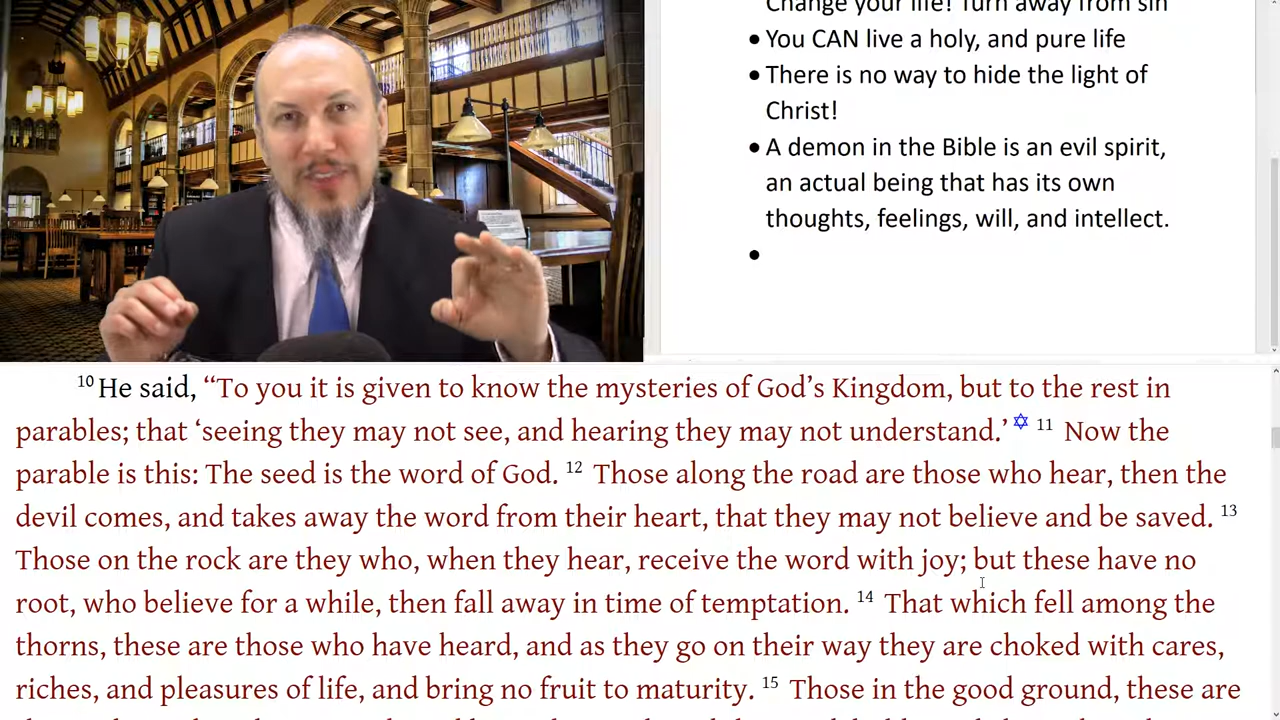 Change your life! Turn away from sin
• You CAN live a holy, and pure life
• There is no way to hide the light of
Christ!
• A demon in the Bible is an evil spirit,
an actual being that has its own
thoughts, feelings, will, and intellect.
•
10 He said, “To you it is given to know the mysteries of God’s Kingdom, but to the rest in
parables; that ‘seeing they may not see, and hearing they may not understand.’✡ 11 Now the
parable is this: The seed is the word of God. 12 Those along the road are those who hear, then the
devil comes, and takes away the word from their heart, that they may not believe and be saved. 13
Those on the rock are they who, when they hear, receive the word with joy; but these have no
root, who believe for a while, then fall away in time of temptation. 14 That which fell among the
thorns, these are those who have heard, and as they go on their way they are choked with cares,
riches, and pleasures of life, and bring no fruit to maturity. 15 Those in the good ground, these are